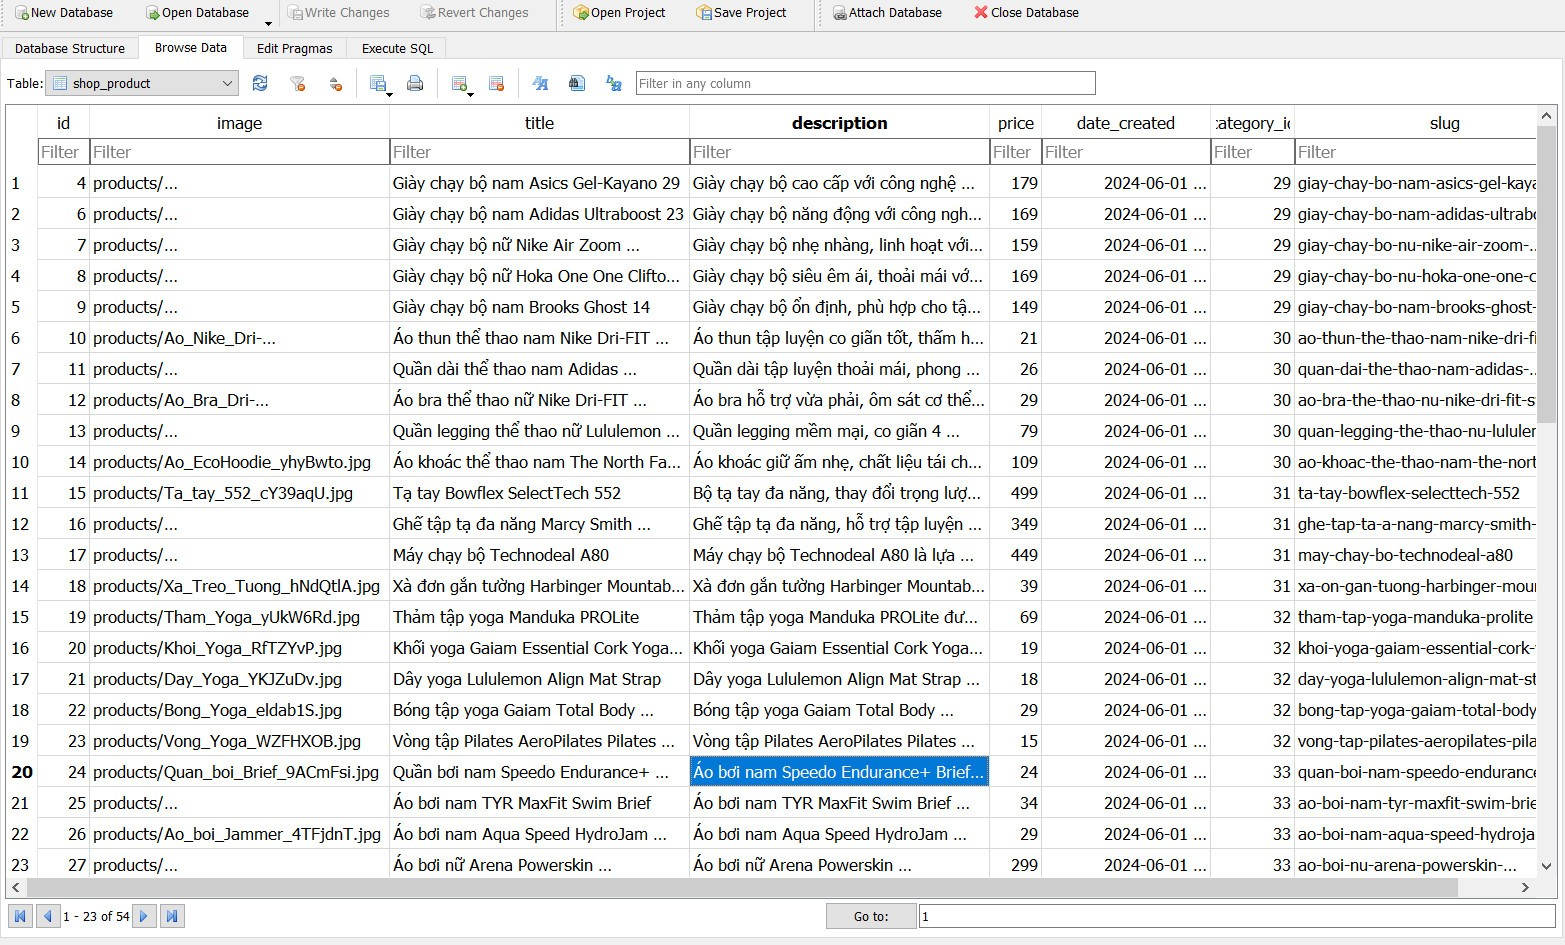 New Database Open Database Write Changes Revert Changes Open Project Save Project Attach Database Close Database
Database Structure Browse Data Edit Pragmas Execute SQL
Table: shop_product Filter in any column
id image title description price date_created category_id slug
Filter Filter Filter Filter Filter Filter Filter Filter
1 4 products/... Giày chạy bộ nam Asics Gel-Kayano 29 Giày chạy bộ cao cấp với công nghệ ... 179 2024-06-01 ... 29 giay-chay-bo-nam-asics-gel-kaya
2 6 products/... Giày chạy bộ nam Adidas Ultraboost 23 Giày chạy bộ năng động với công ngh... 169 2024-06-01 ... 29 giay-chay-bo-nam-adidas-ultrabo
3 7 products/... Giày chạy bộ nữ Nike Air Zoom ... Giày chạy bộ nhẹ nhàng, linh hoạt với... 159 2024-06-01 ... 29 giay-chay-bo-nu-nike-air-zoom-..
4 8 products/... Giày chạy bộ nữ Hoka One One Clifto... Giày chạy bộ siêu êm ái, thoải mái vớ... 169 2024-06-01 ... 29 giay-chay-bo-nu-hoka-one-one-c
5 9 products/... Giày chạy bộ nam Brooks Ghost 14 Giày chạy bộ ổn định, phù hợp cho tậ... 149 2024-06-01 ... 29 giay-chay-bo-nam-brooks-ghost-
6 10 products/Ao_Nike_Dri-... Áo thun thể thao nam Nike Dri-FIT ... Áo thun tập luyện co giãn tốt, thấm h... 21 2024-06-01 ... 30 ao-thun-the-thao-nam-nike-dri-fi
7 11 products/... Quần dài thể thao nam Adidas ... Quần dài tập luyện thoải mái, phong ... 26 2024-06-01 ... 30 quan-dai-the-thao-nam-adidas-..
8 12 products/Ao_Bra_Dri-... Áo bra thể thao nữ Nike Dri-FIT ... Áo bra hỗ trợ vừa phải, ôm sát cơ thể... 29 2024-06-01 ... 30 ao-bra-the-thao-nu-nike-dri-fit-s
9 13 products/... Quần legging thể thao nữ Lululemon ... Quần legging mềm mại, co giãn 4 ... 79 2024-06-01 ... 30 quan-legging-the-thao-nu-lululer
10 14 products/Ao_EcoHoodie_yhyBwto.jpg Áo khoác thể thao nam The North Fa... Áo khoác giữ ấm nhẹ, chất liệu tái ch... 109 2024-06-01 ... 30 ao-khoac-the-thao-nam-the-nort
11 15 products/Ta_tay_552_cY39aqU.jpg Tạ tay Bowflex SelectTech 552 Bộ tạ tay đa năng, thay đổi trọng lượ... 499 2024-06-01 ... 31 ta-tay-bowflex-selecttech-552
12 16 products/... Ghế tập tạ đa năng Marcy Smith ... Ghế tập tạ đa năng, hỗ trợ tập luyện ... 349 2024-06-01 ... 31 ghe-tap-ta-a-nang-marcy-smith-
13 17 products/... Máy chạy bộ Technodeal A80 Máy chạy bộ Technodeal A80 là lựa ... 449 2024-06-01 ... 31 may-chay-bo-technodeal-a80
14 18 products/Xa_Treo_Tuong_hNdQtlA.jpg Xà đơn gắn tường Harbinger Mountab... Xà đơn gắn tường Harbinger Mountab... 39 2024-06-01 ... 31 xa-on-gan-tuong-harbinger-mour
15 19 products/Tham_Yoga_yUkW6Rd.jpg Thảm tập yoga Manduka PROLite Thảm tập yoga Manduka PROLite đư... 69 2024-06-01 ... 32 tham-tap-yoga-manduka-prolite
16 20 products/Khoi_Yoga_RfTZYvP.jpg Khối yoga Gaiam Essential Cork Yoga... Khối yoga Gaiam Essential Cork Yoga... 19 2024-06-01 ... 32 khoi-yoga-gaiam-essential-cork-
17 21 products/Day_Yoga_YKJZuDv.jpg Dây yoga Lululemon Align Mat Strap Dây yoga Lululemon Align Mat Strap ... 18 2024-06-01 ... 32 day-yoga-lululemon-align-mat-st
18 22 products/Bong_Yoga_eldab1S.jpg Bóng tập yoga Gaiam Total Body ... Bóng tập yoga Gaiam Total Body ... 29 2024-06-01 ... 32 bong-tap-yoga-gaiam-total-body
19 23 products/Vong_Yoga_WZFHXOB.jpg Vòng tập Pilates AeroPilates Pilates ... Vòng tập Pilates AeroPilates Pilates ... 15 2024-06-01 ... 32 vong-tap-pilates-aeropilates-pila
20 24 products/Quan_boi_Brief_9ACmFsi.jpg Quần bơi nam Speedo Endurance+ ... Áo bơi nam Speedo Endurance+ Brief... 24 2024-06-01 ... 33 quan-boi-nam-speedo-endurance
21 25 products/... Áo bơi nam TYR MaxFit Swim Brief Áo bơi nam TYR MaxFit Swim Brief ... 34 2024-06-01 ... 33 ao-boi-nam-tyr-maxfit-swim-brie
22 26 products/Ao_boi_Jammer_4TFjdnT.jpg Áo bơi nam Aqua Speed HydroJam ... Áo bơi nam Aqua Speed HydroJam ... 29 2024-06-01 ... 33 ao-boi-nam-aqua-speed-hydroja
23 27 products/... Áo bơi nữ Arena Powerskin ... Áo bơi nữ Arena Powerskin ... 299 2024-06-01 ... 33 ao-boi-nu-arena-powerskin-...
1 - 23 of 54 Go to: 1